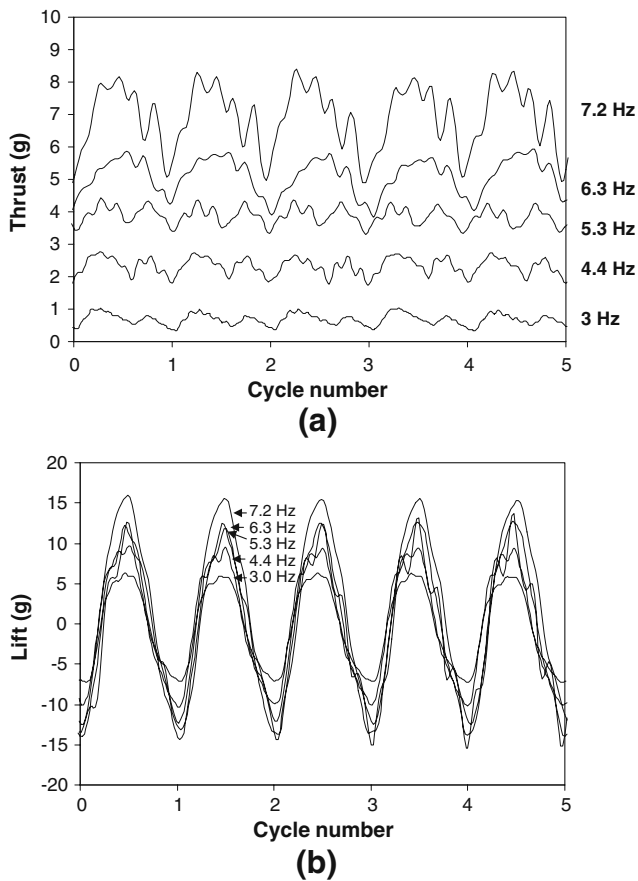 10
9
8
7
6
5
4
3
2
1
0
Thrust (g)
7.2 Hz
6.3 Hz
5.3 Hz
4.4 Hz
3 Hz
0 1 2 3 4 5
Cycle number
(a)
20
15
10
5
0
-5
-10
-15
-20
Lift (g)
7.2 Hz
6.3 Hz
5.3 Hz
4.4 Hz
3.0 Hz
0 1 2 3 4 5
Cycle number
(b)